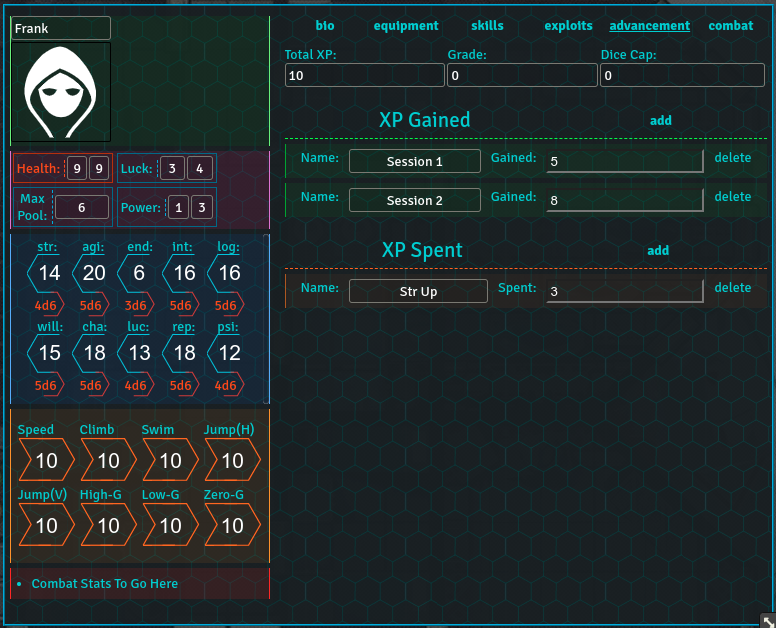 Frank
Health: 9 9 Luck: 3 4
Max Pool: 6 Power: 1 3
str: agi: end: int: log:
14 20 6 16 16
4d6 5d6 3d6 5d6 5d6
will: cha: luc: rep: psi:
15 18 13 18 12
5d6 5d6 4d6 5d6 4d6
Speed Climb Swim Jump(H)
10 10 10 10
Jump(V) High-G Low-G Zero-G
10 10 10 10
Combat Stats To Go Here
bio equipment skills exploits advancement combat
Total XP: Grade: Dice Cap:
10 0 0
XP Gained add
Name: Session 1 Gained: 5 delete
Name: Session 2 Gained: 8 delete
XP Spent add
Name: Str Up Spent: 3 delete